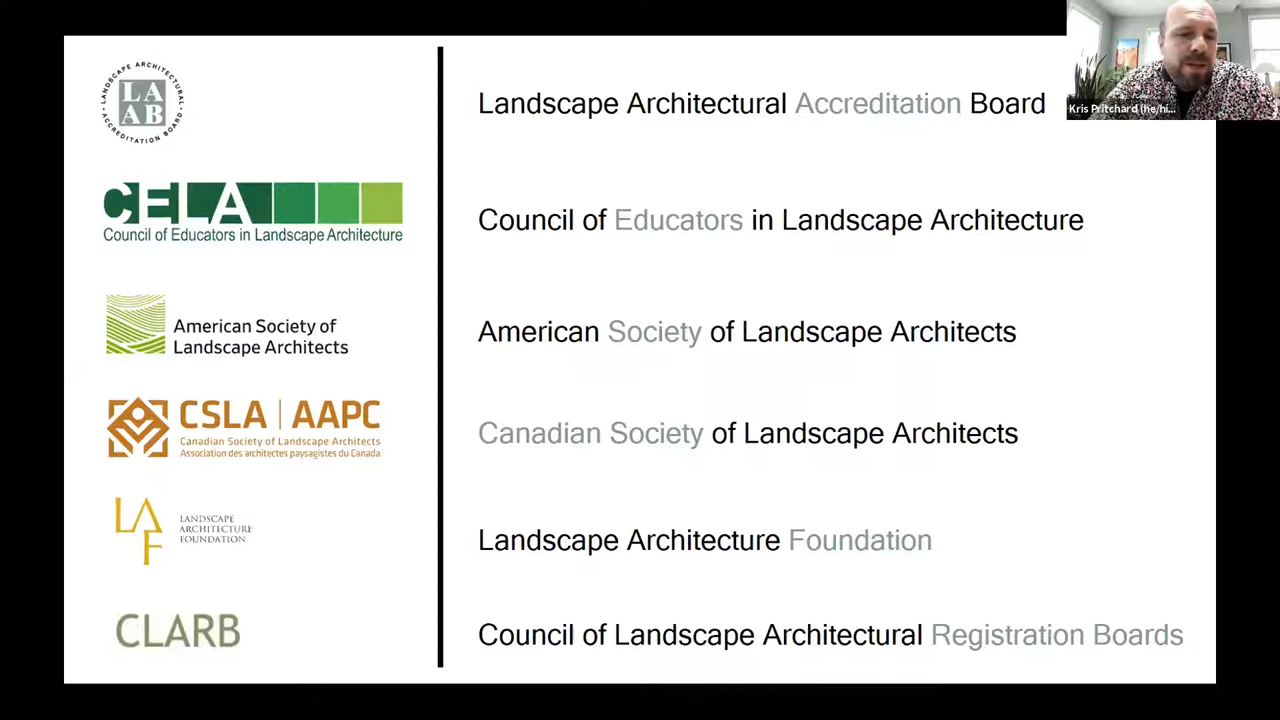 LANDSCAPE ARCHITECTURAL
LA
AB
ACCREDITATION BOARD
Landscape Architectural Accreditation Board
Kris Pritchard (he/hi...
CELA
Council of Educators in Landscape Architecture
Council of Educators in Landscape Architecture
American Society of
Landscape Architects
American Society of Landscape Architects
CSLA | AAPC
Canadian Society of Landscape Architects
Association des architectes paysagistes du Canada
Canadian Society of Landscape Architects
LA
F
LANDSCAPE
ARCHITECTURE
FOUNDATION
Landscape Architecture Foundation
CLARB
Council of Landscape Architectural Registration Boards